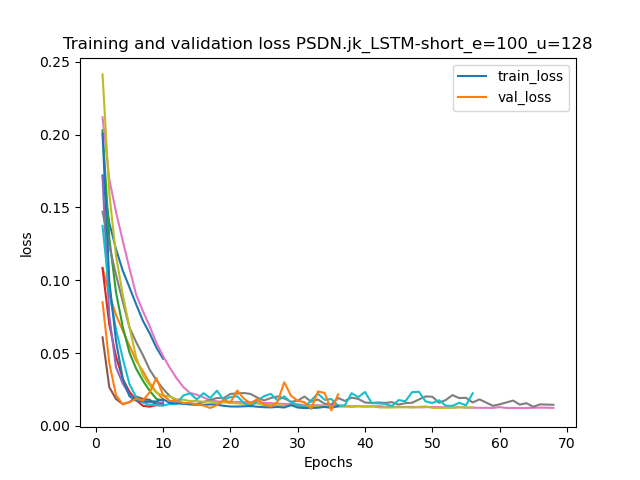 Training and validation loss PSDN.jk_LSTM-short_e=100_u=128
0.25
0.20
0.15
0.10
0.05
0.00
loss
train_loss
val_loss
0 10 20 30 40 50 60 70
Epochs